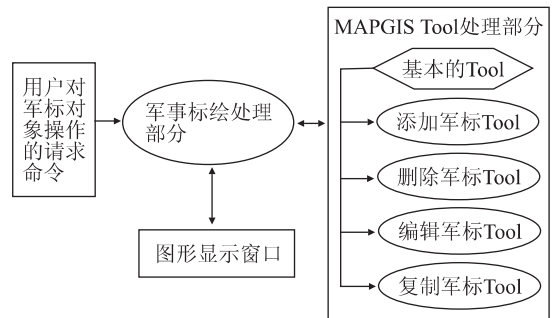 用户对
军标对
象操作
的请求
命令
军事标绘处理
部分
图形显示窗口
MAPGIS Tool处理部分
基本的Tool
添加军标Tool
删除军标Tool
编辑军标Tool
复制军标Tool